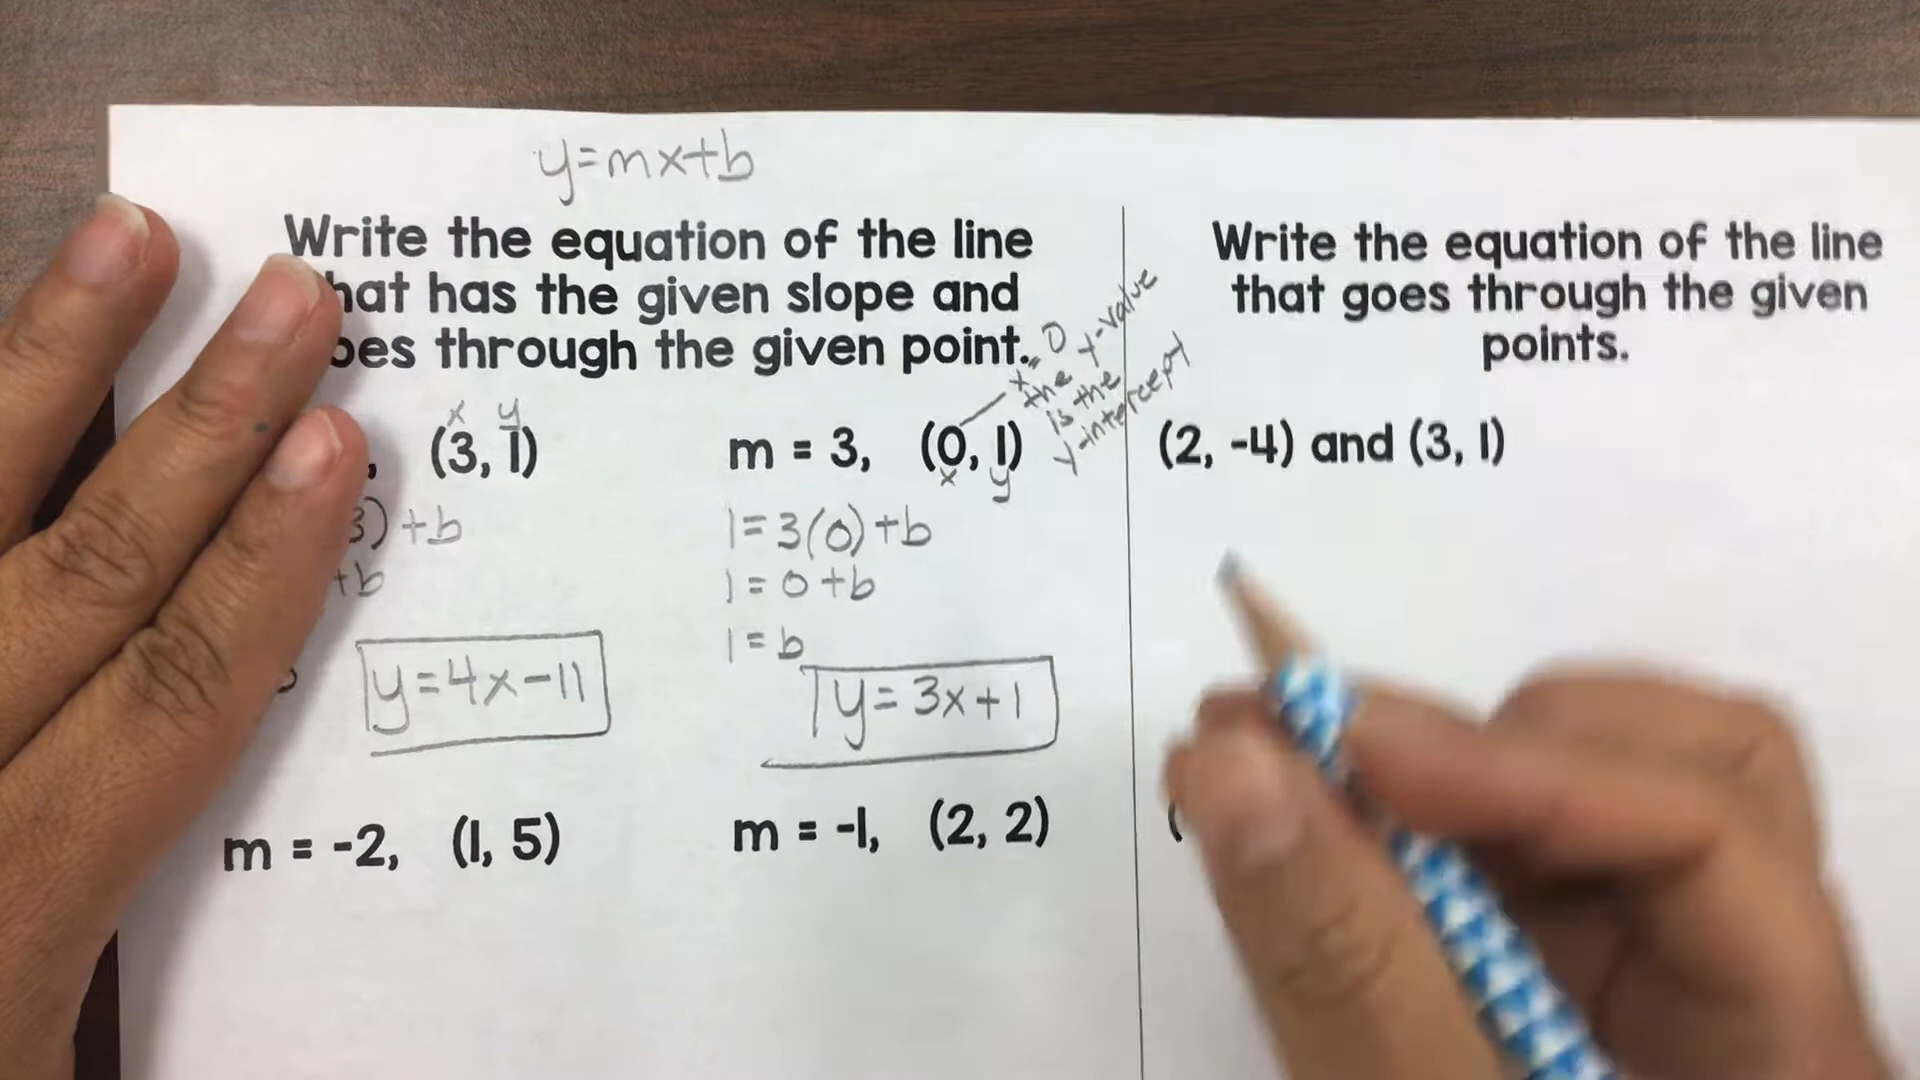 y=mx+b
Write the equation of the line
hat has the given slope and
oes through the given point.
x=0
the y-value
is the
y-intercept
x y
, (3, 1)
3)+b
+b
y=4x-11
m = 3, (0, 1)
x y
1=3(0)+b
1=0+b
1=b
y=3x+1
m = -2, (1, 5)
m = -1, (2, 2)
Write the equation of the line
that goes through the given
points.
(2, -4) and (3, 1)
(